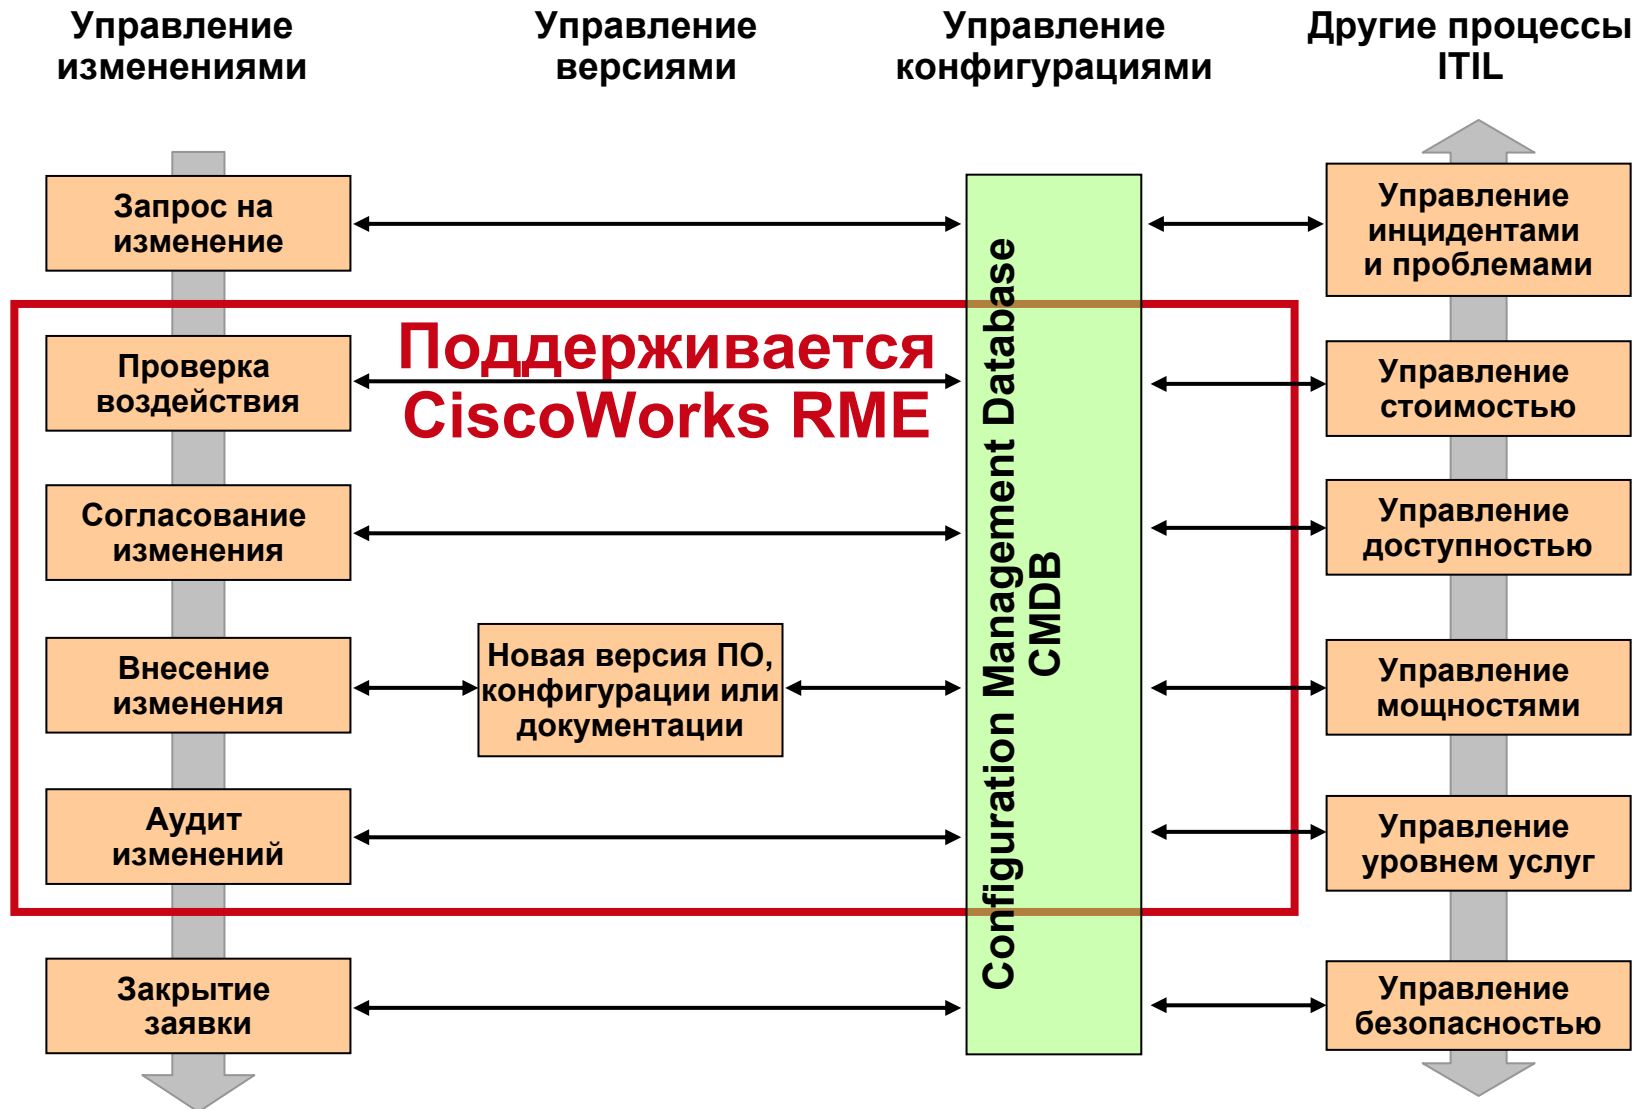 Управление
изменениями
Управление
версиями
Управление
конфигурациями
Другие процессы
ITIL
Запрос на
изменение
Управление
инцидентами
и проблемами
Поддерживается
CiscoWorks RME
Проверка
воздействия
Управление
стоимостью
Согласование
изменения
Управление
доступностью
Внесение
изменения
Новая версия ПО,
конфигурации или
документации
Управление
мощностями
Аудит
изменений
Управление
уровнем услуг
Закрытие
заявки
Управление
безопасностью
Configuration Management Database
CMDB